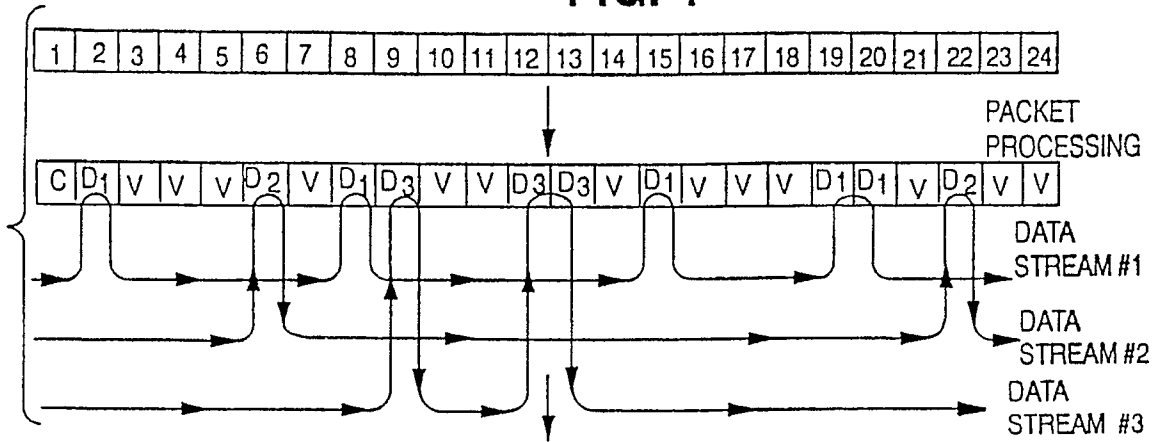 1 2 3 4 5 6 7 8 9 10 11 12 13 14 15 16 17 18 19 20 21 22 23 24
PACKET
PROCESSING
C D1 V V V D2 V D1 D3 V V D3 D3 V D1 V V V D1 D1 V D2 V V
DATA
STREAM #1
DATA
STREAM #2
DATA
STREAM #3